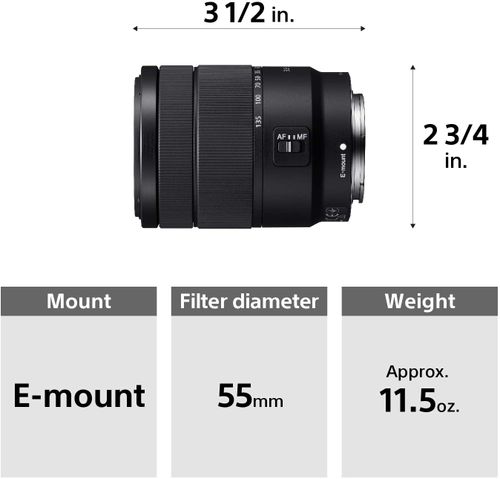 3 1/2 in.
135 100 70
AF MF
E-mount
2 3/4
in.
Mount
Filter diameter
Weight
E-mount
55mm
Approx.
11.5oz.